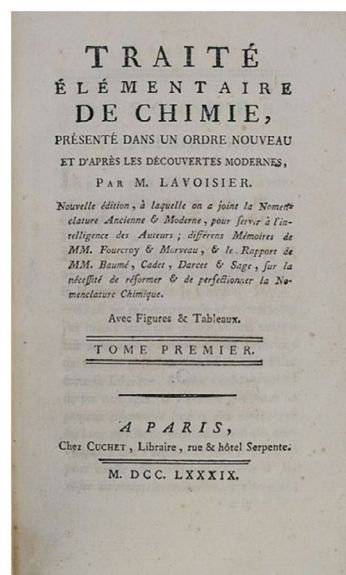 TRAITÉ
ÉLÉMENTAIRE
DE CHIMIE,
PRÉSENTÉ DANS UN ORDRE NOUVEAU
ET D'APRÈS LES DÉCOUVERTES MODERNES,
PAR M. LAVOISIER.
Nouvelle édition, à laquelle on a joint la Nomen-
clature Ancienne & Moderne, pour servir à l'in-
telligence des Auteurs ; différens Mémoires de
MM. Fourcroy & Morveau, & le Rapport de
MM. Baumé, Cadet, Darcet & Sage, sur la
nécessité de réformer & de perfectionner la No-
menclature Chimique.
Avec Figures & Tableaux.
TOME PREMIER.
A PARIS,
Chez CUCHET, Libraire, rue & hôtel Serpente.
M. DCC. LXXXIX.